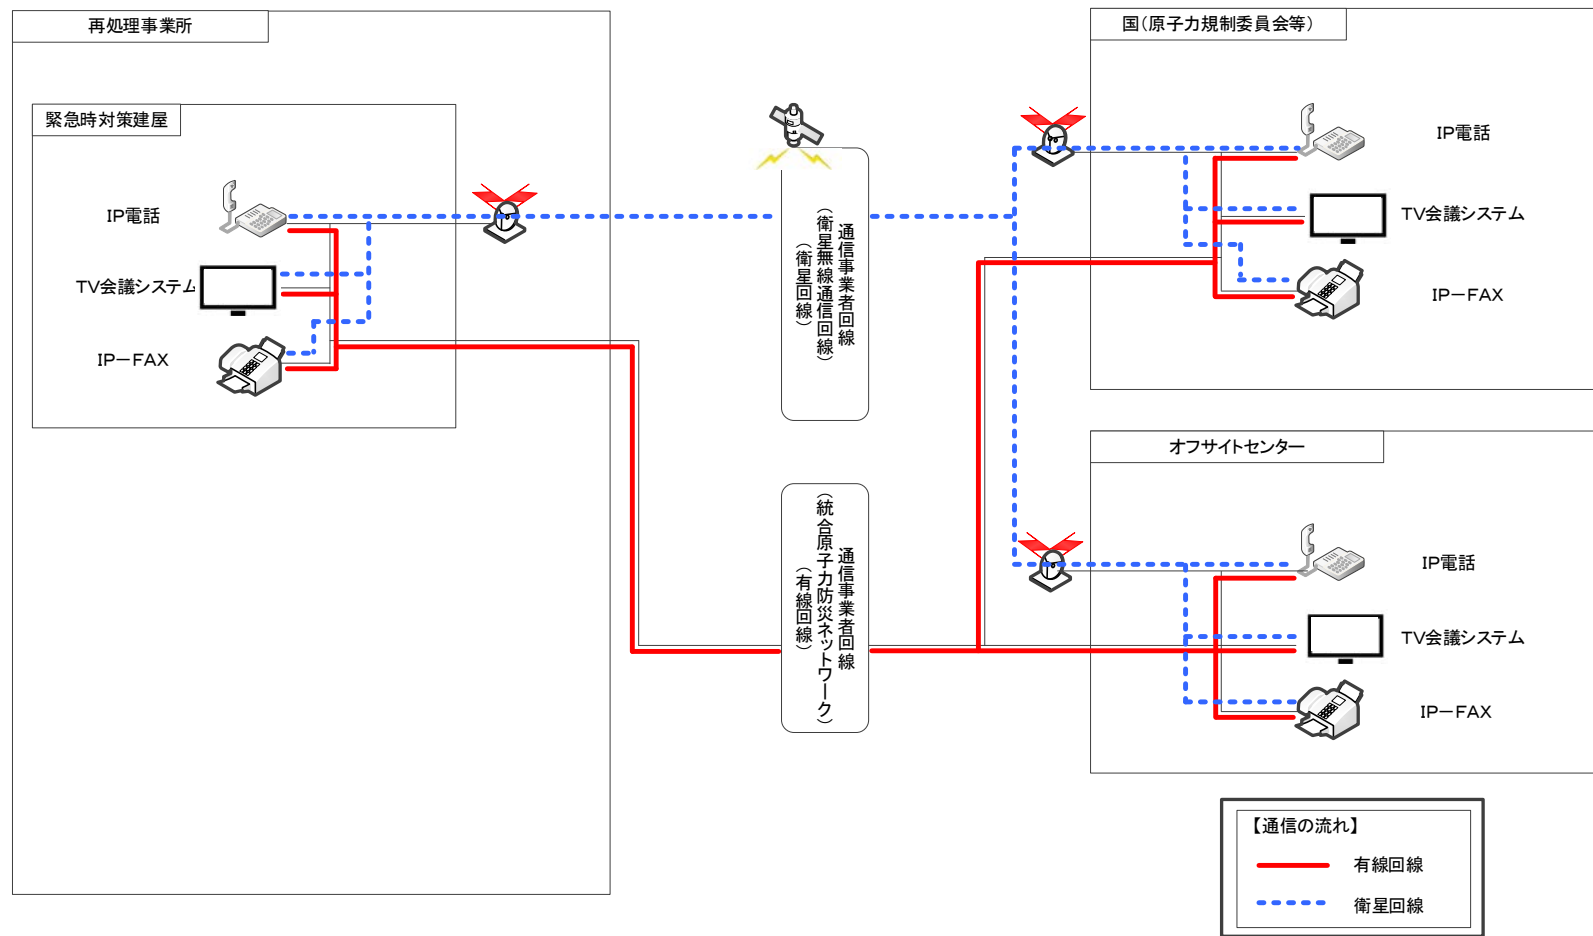 再処理事業所
緊急時対策建屋
IP電話
TV会議システム
IP－FAX
通信事業者回線
（衛星無線通信回線）
（衛星回線）
通信事業者回線
（統合原子力防災ネットワーク）
（有線回線）
国（原子力規制委員会等）
IP電話
TV会議システム
IP－FAX
オフサイトセンター
IP電話
TV会議システム
IP－FAX
【通信の流れ】
有線回線
衛星回線